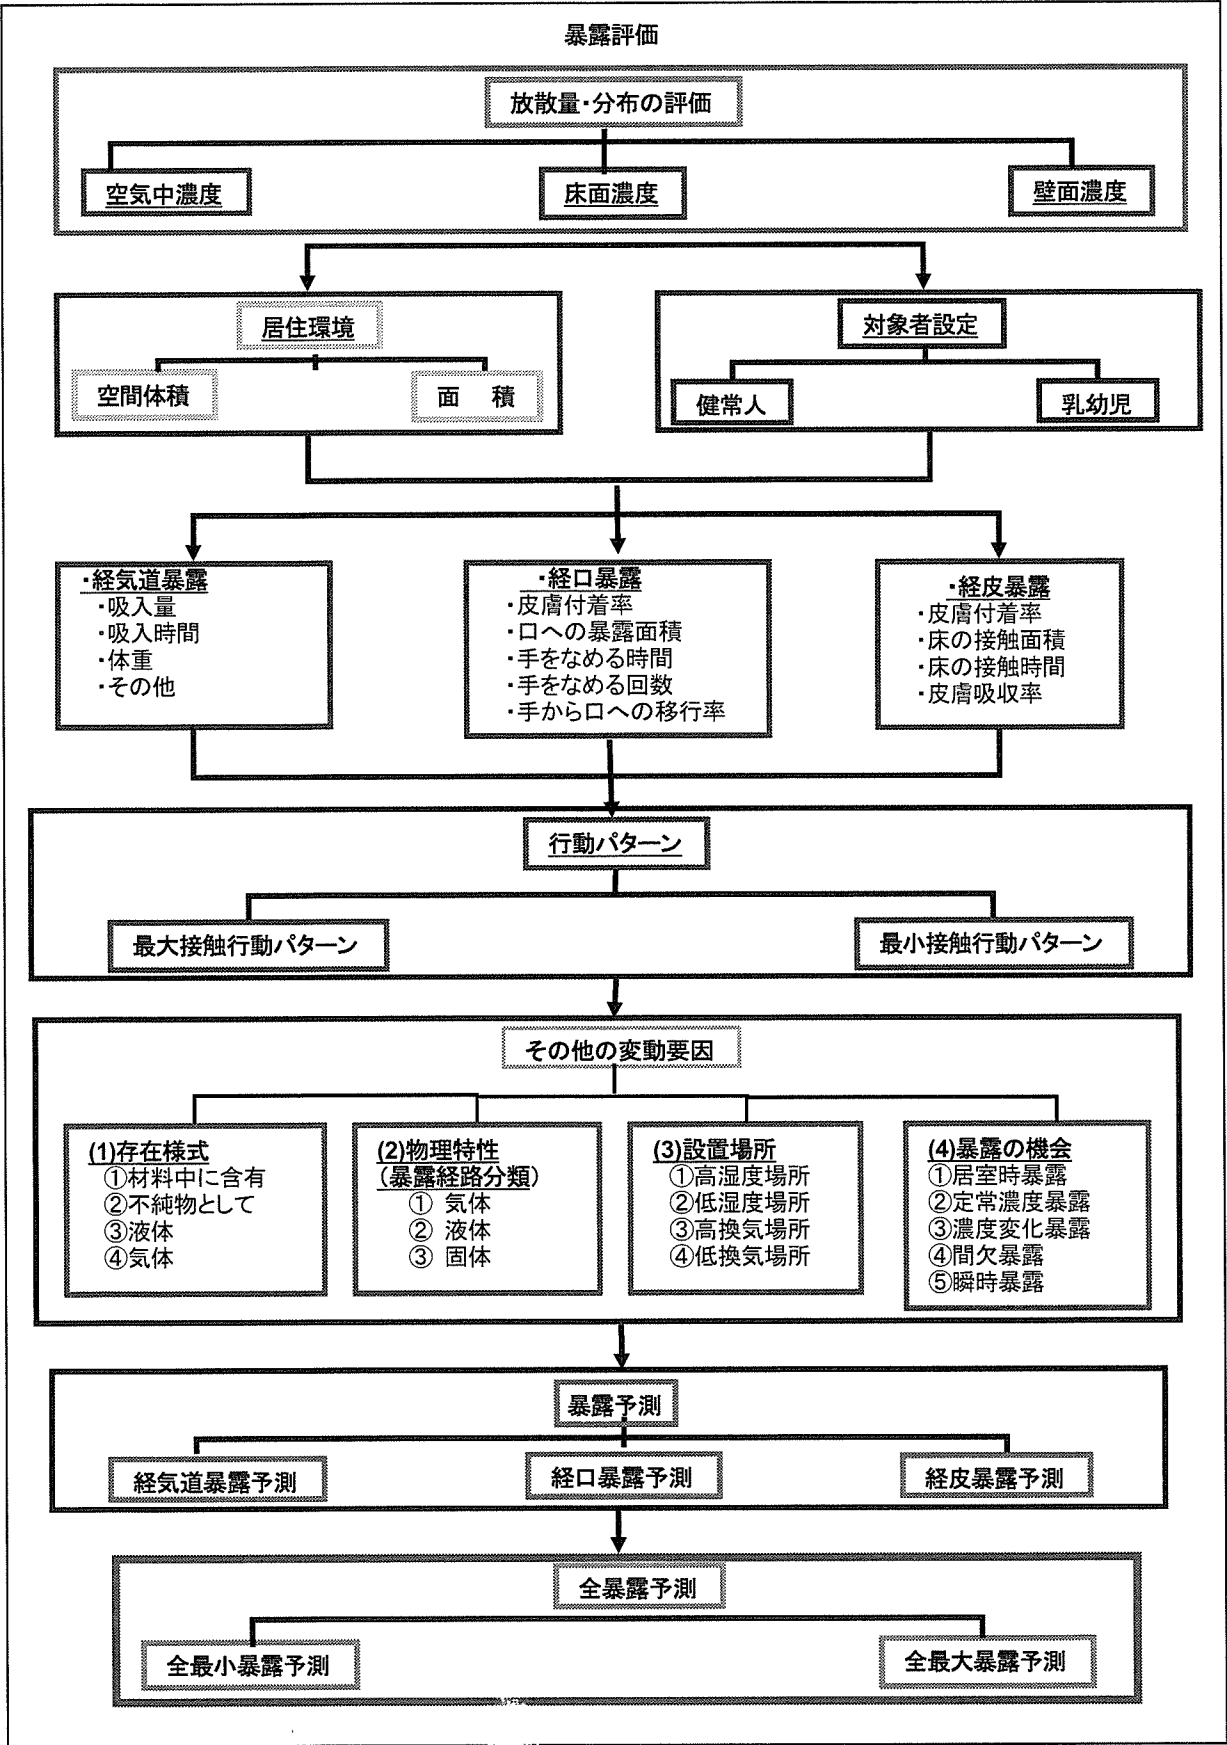 暴露評価
放散量・分布の評価
空気中濃度
床面濃度
壁面濃度
居住環境
空間体積
面　積
対象者設定
健常人
乳幼児
・経気道暴露
・吸入量
・吸入時間
・体重
・その他
・経口暴露
・皮膚付着率
・口への暴露面積
・手をなめる時間
・手をなめる回数
・手から口への移行率
・経皮暴露
・皮膚付着率
・床の接触面積
・床の接触時間
・皮膚吸収率
行動パターン
最大接触行動パターン
最小接触行動パターン
その他の変動要因
(1)存在様式
①材料中に含有
②不純物として
③液体
④気体
(2)物理特性
(暴露経路分類)
① 気体
② 液体
③ 固体
(3)設置場所
①高湿度場所
②低湿度場所
③高換気場所
④低換気場所
(4)暴露の機会
①居室時暴露
②定常濃度暴露
③濃度変化暴露
④間欠暴露
⑤瞬時暴露
暴露予測
経気道暴露予測
経口暴露予測
経皮暴露予測
全暴露予測
全最小暴露予測
全最大暴露予測